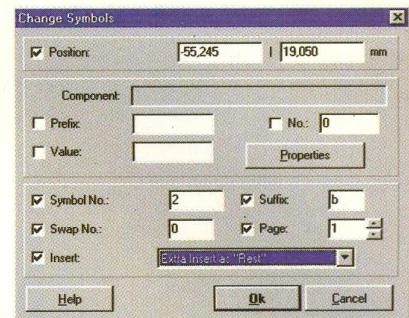 Change Symbols
Position: -55,245 | 19,050 mm
Component:
Prefix: No.: 0
Value: Properties
Symbol No.: 2 Suffix: b
Swap No.: 0 Page: 1
Insert: Extra Insert as "Rest"
Help Ok Cancel